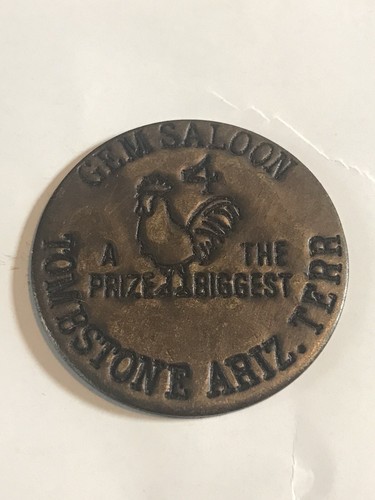 GEM SALOON
4
A THE
PRIZE BIGGEST
TOMBSTONE ARIZ. TERR